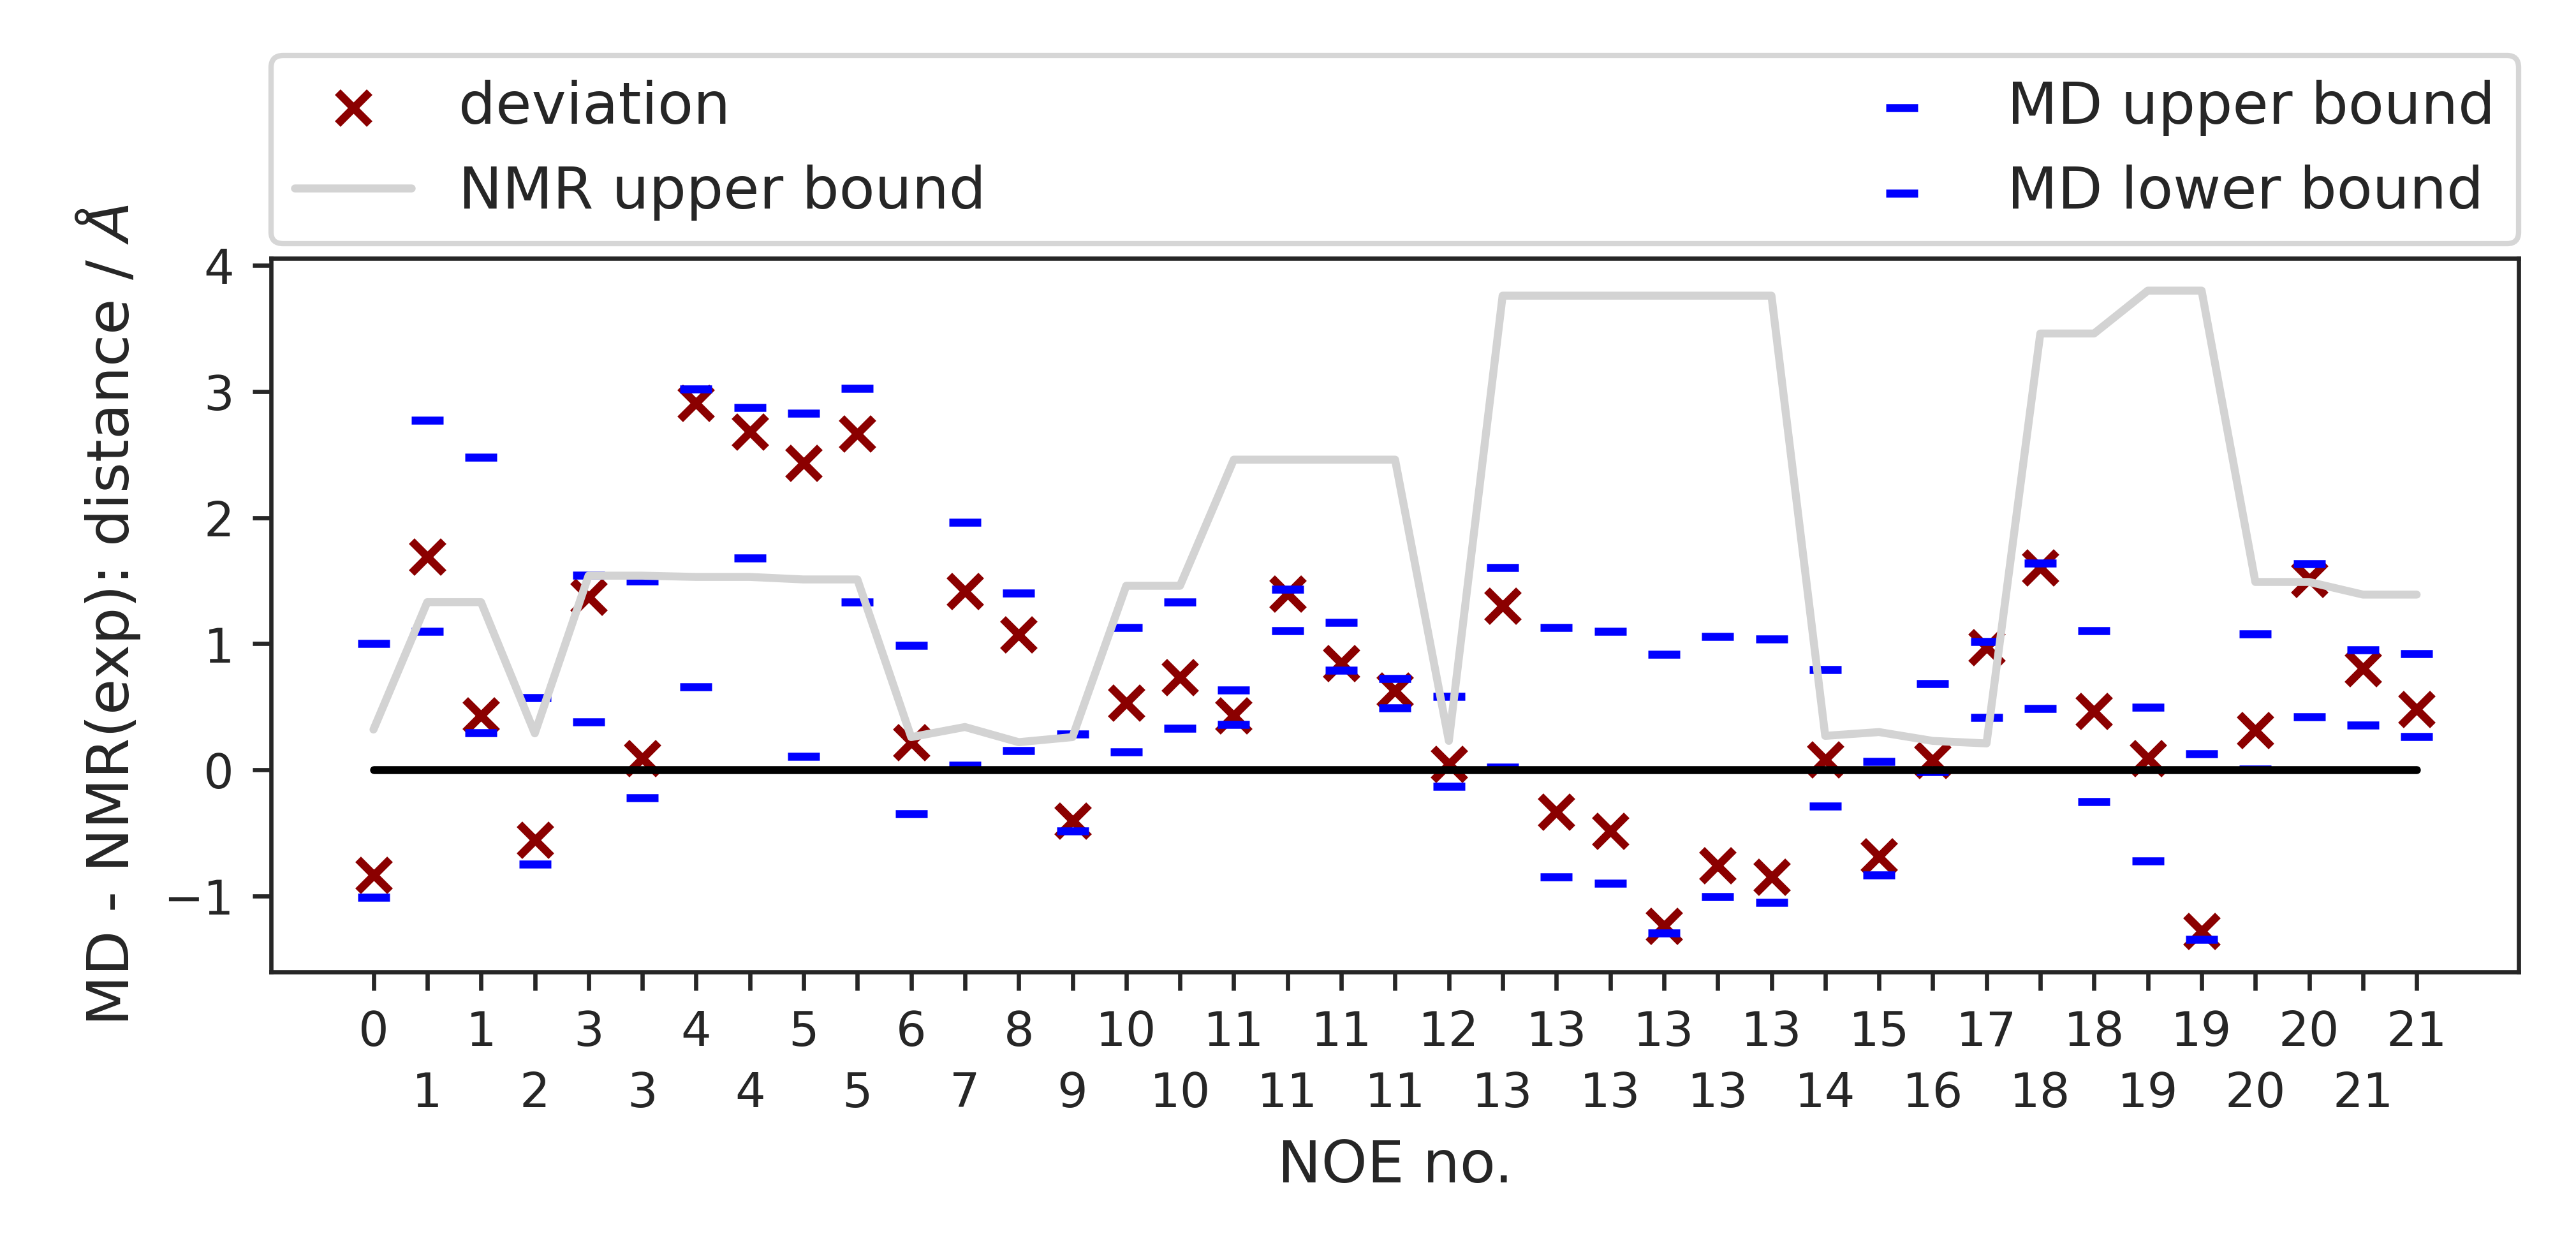 deviation
NMR upper bound
MD upper bound
MD lower bound
MD - NMR(exp): distance / Å
4
3
2
1
0
−1
0 1 3 4 5 6 8 10 11 11 12 13 13 13 15 17 18 19 20 21
1 2 3 4 5 7 9 10 11 11 13 13 13 14 16 18 19 20 21
NOE no.